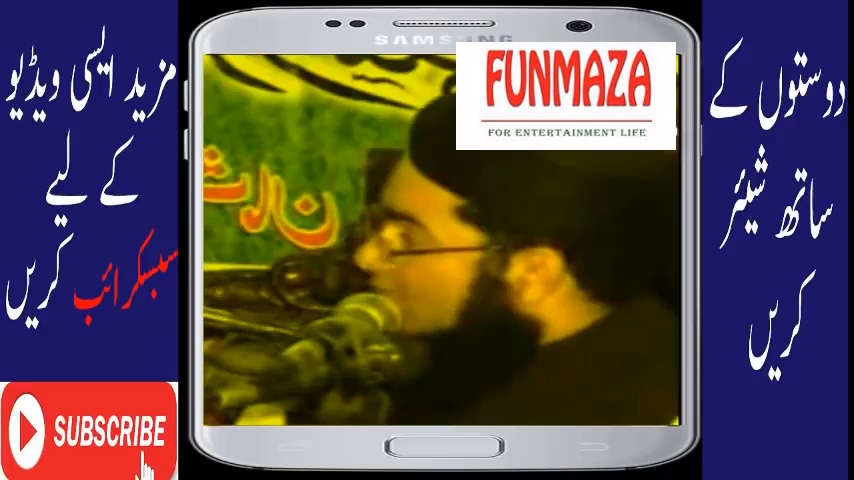 مزید ایسی ویڈیو
کے لیے
سبسکرائب کریں
SUBSCRIBE
SAMSUNG
FUNMAZA
FOR ENTERTAINMENT LIFE
دوستوں کے
ساتھ شیئر
کریں